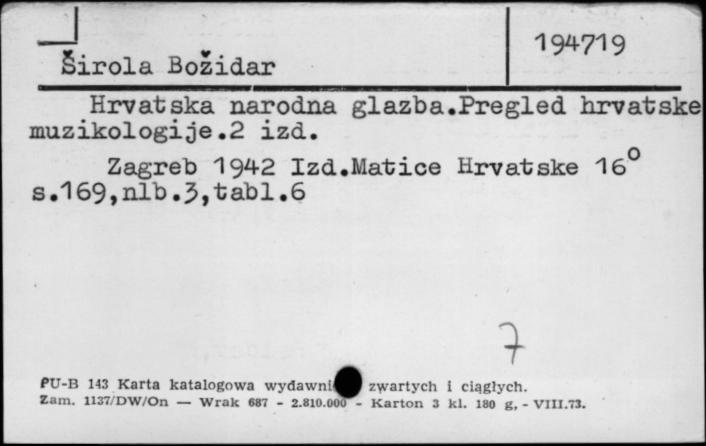 194719
Širola Božidar
Hrvatska narodna glazba.Pregled hrvatske
muzikologije.2 izd.
Zagreb 1942 Izd.Matice Hrvatske 16°
s.169,nlb.3,tabl.6
7
PU-B 143 Karta katalogowa zwartych i ciągłych.
Zam. 1137/DW/On — Wrak 687 - 2.810.000 - Karton 3 kl. 180 g, - VIII.73.